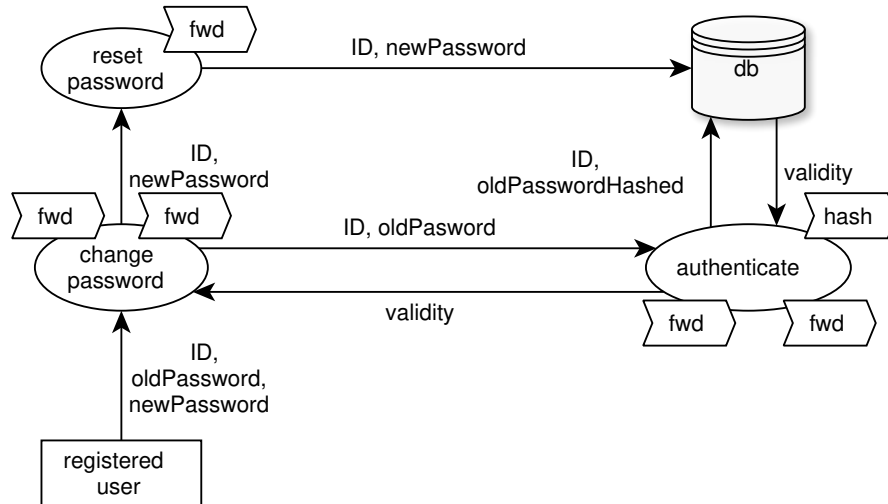 fwd
reset
password
ID, newPassword
db
ID,
newPassword
ID,
oldPasswordHashed
validity
fwd
fwd
hash
change
password
ID, oldPasword
authenticate
validity
fwd
fwd
ID,
oldPassword,
newPassword
registered
user